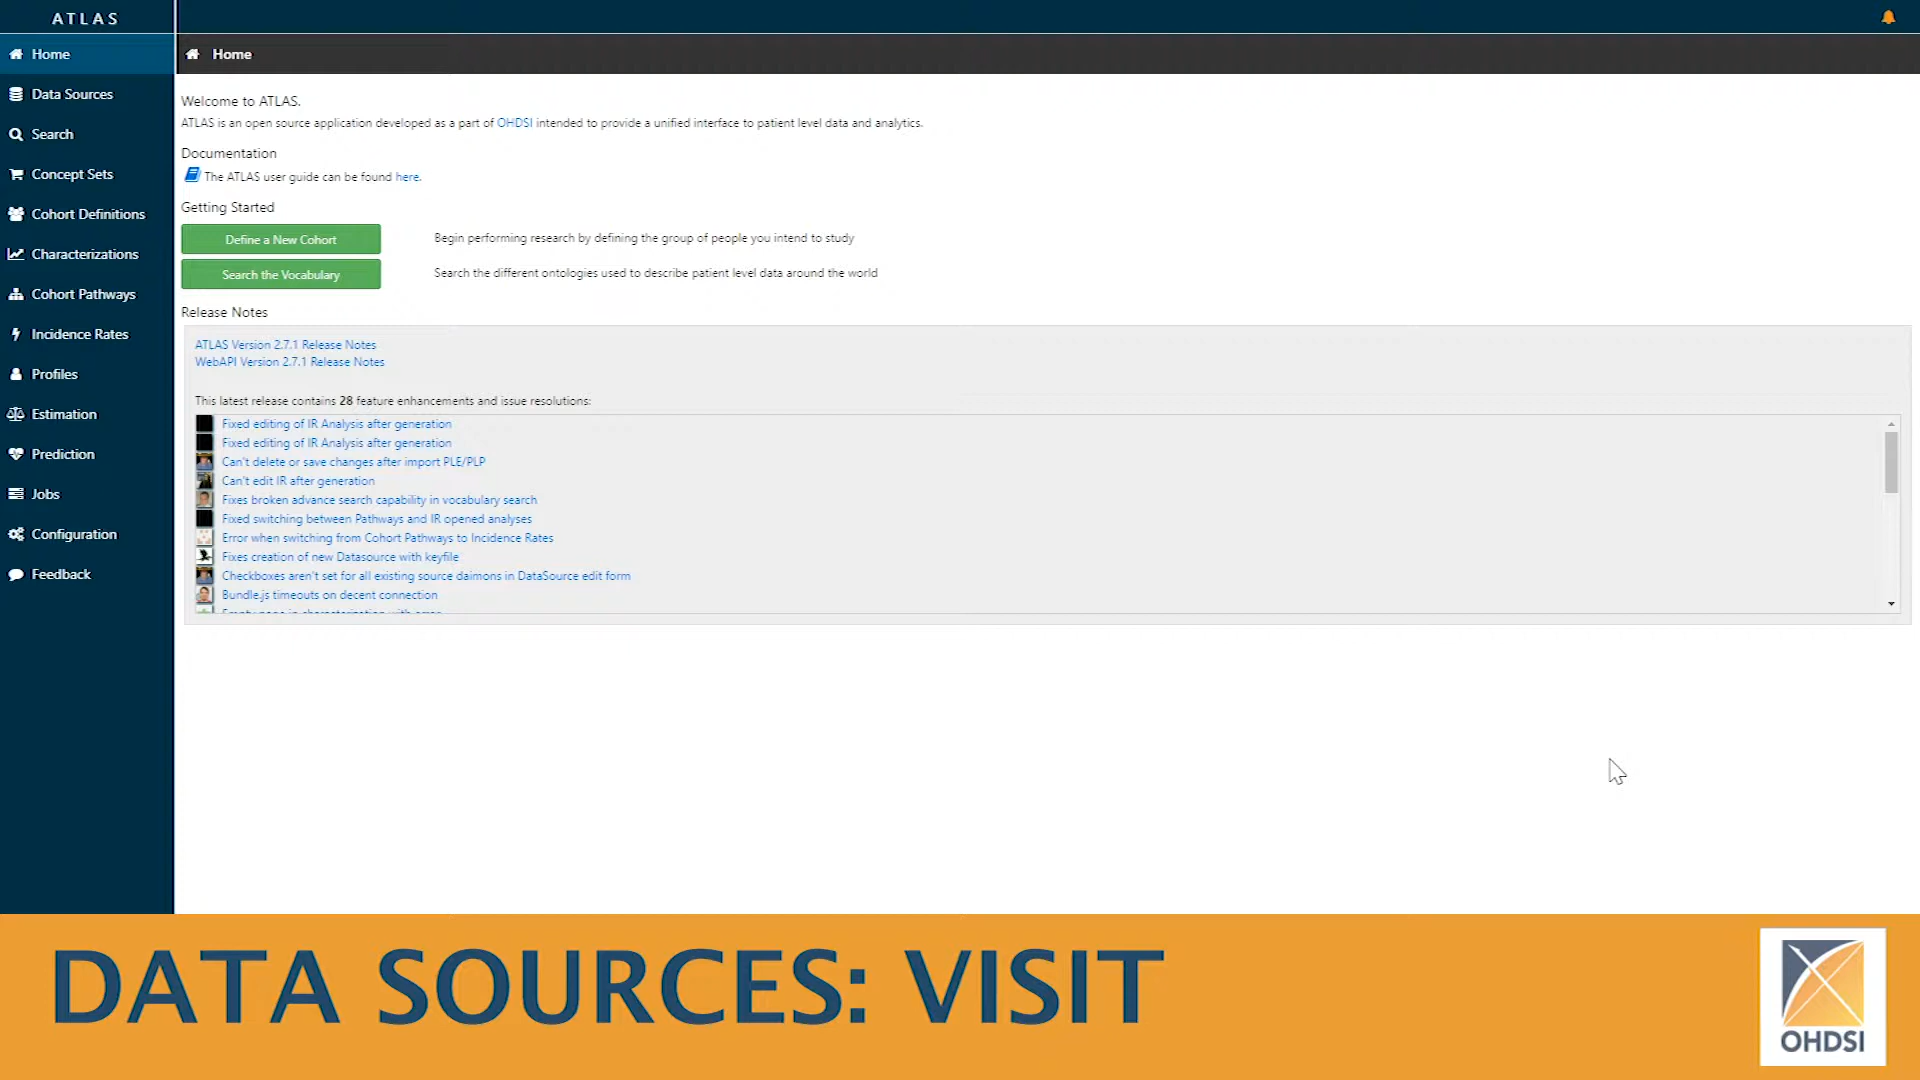 ATLAS
Home
Data Sources
Search
Concept Sets
Cohort Definitions
Characterizations
Cohort Pathways
Incidence Rates
Profiles
Estimation
Prediction
Jobs
Configuration
Feedback
Home
Welcome to ATLAS.
ATLAS is an open source application developed as a part of OHDSI intended to provide a unified interface to patient level data and analytics.
Documentation
The ATLAS user guide can be found here.
Getting Started
Define a New Cohort Begin performing research by defining the group of people you intend to study
Search the Vocabulary Search the different ontologies used to describe patient level data around the world
Release Notes
ATLAS Version 2.7.1 Release Notes
WebAPI Version 2.7.1 Release Notes
This latest release contains 28 feature enhancements and issue resolutions:
Fixed editing of IR Analysis after generation
Fixed editing of IR Analysis after generation
Can't delete or save changes after import PLE/PLP
Can't edit IR after generation
Fixes broken advance search capability in vocabulary search
Fixed switching between Pathways and IR opened analyses
Error when switching from Cohort Pathways to Incidence Rates
Fixes creation of new Datasource with keyfile
Checkboxes aren't set for all existing source daimons in DataSource edit form
Bundle.js timeouts on decent connection
DATA SOURCES: VISIT
OHDSI